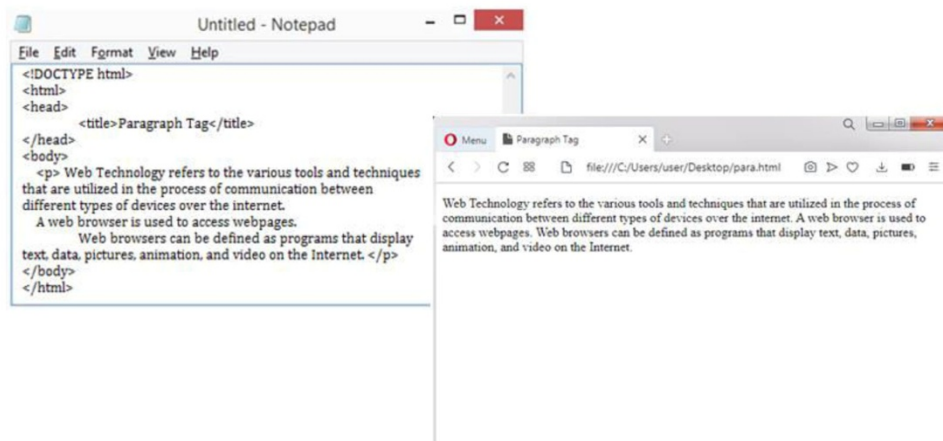 Untitled - Notepad
File Edit Format View Help
<!DOCTYPE html>
<html>
<head>
<title>Paragraph Tag</title>
</head>
<body>
<p> Web Technology refers to the various tools and techniques
that are utilized in the process of communication between
different types of devices over the internet.
A web browser is used to access webpages.
Web browsers can be defined as programs that display
text, data, pictures, animation, and video on the Internet. </p>
</body>
</html>
Menu Paragraph Tag
file:///C:/Users/user/Desktop/para.html
Web Technology refers to the various tools and techniques that are utilized in the process of
communication between different types of devices over the internet. A web browser is used to
access webpages. Web browsers can be defined as programs that display text, data, pictures,
animation, and video on the Internet.